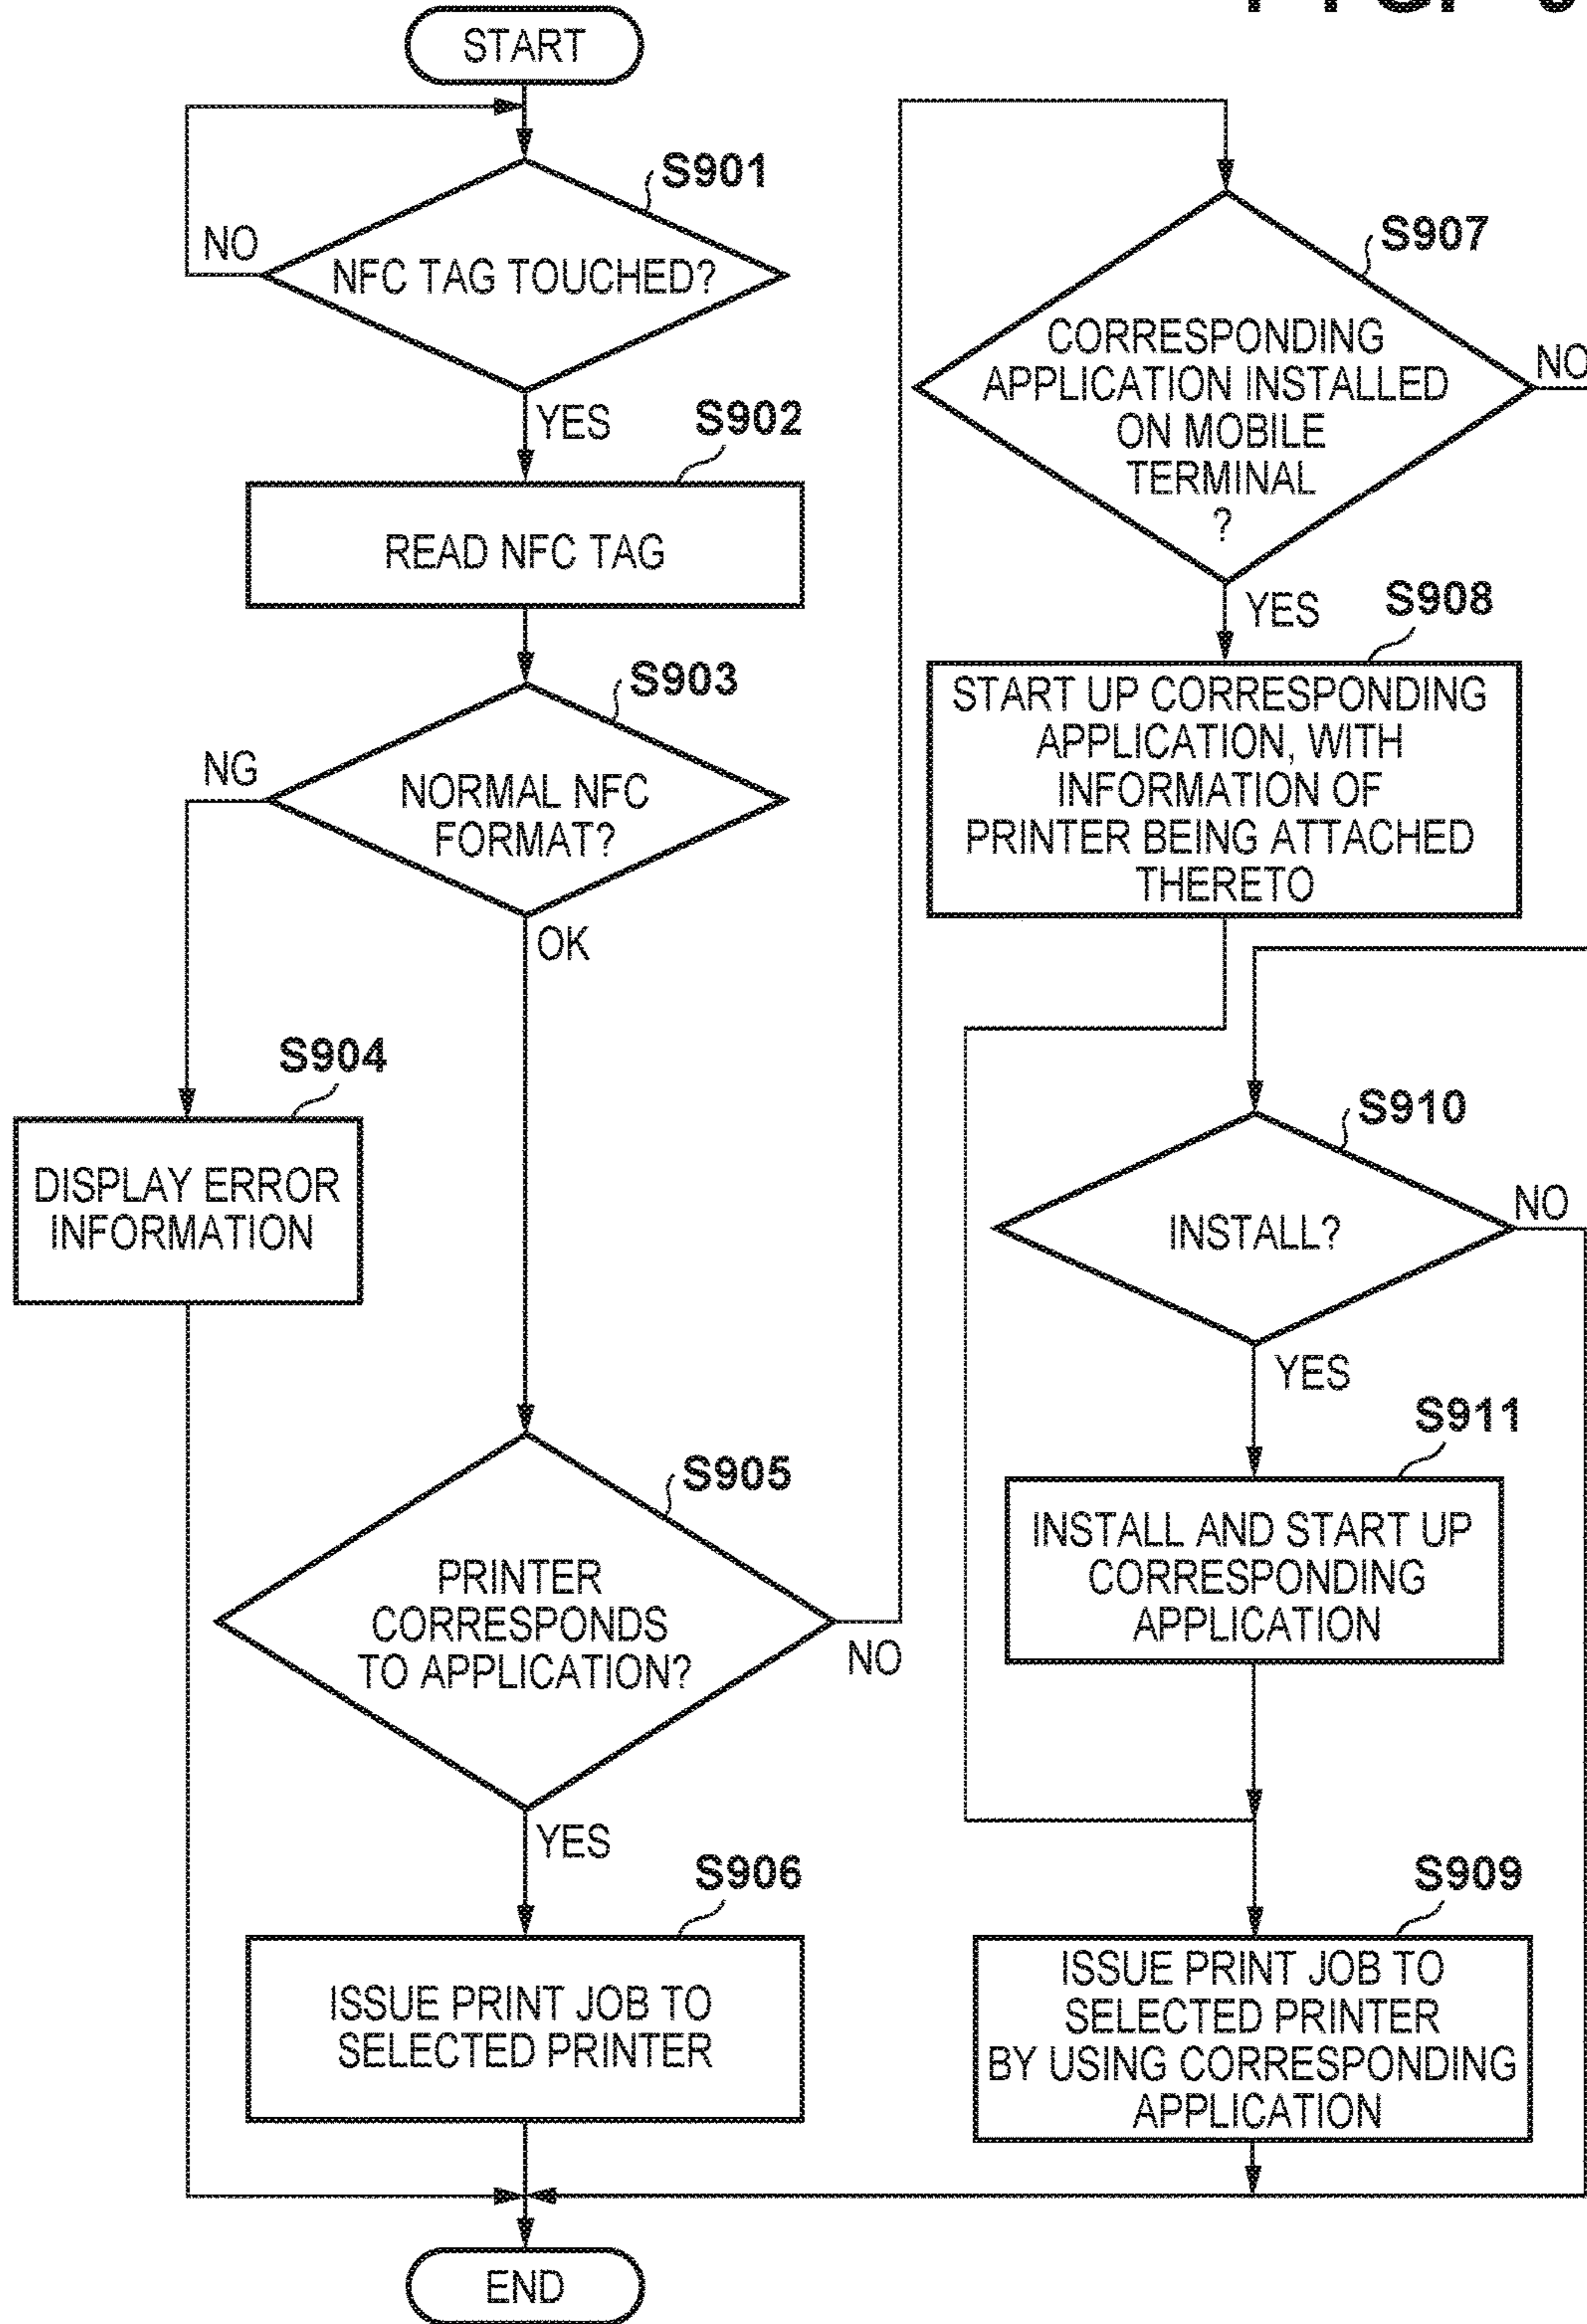 START
S901
NO
NFC TAG TOUCHED?
YES
S902
READ NFC TAG
S903
NG
NORMAL NFC
FORMAT?
OK
S904
DISPLAY ERROR
INFORMATION
S905
PRINTER
CORRESPONDS
TO APPLICATION?
NO
YES
S906
ISSUE PRINT JOB TO
SELECTED PRINTER
S907
CORRESPONDING
APPLICATION INSTALLED
ON MOBILE
TERMINAL
?
NO
YES
S908
START UP CORRESPONDING
APPLICATION, WITH
INFORMATION OF
PRINTER BEING ATTACHED
THERETO
S910
INSTALL?
NO
YES
S911
INSTALL AND START UP
CORRESPONDING
APPLICATION
S909
ISSUE PRINT JOB TO
SELECTED PRINTER
BY USING CORRESPONDING
APPLICATION
END